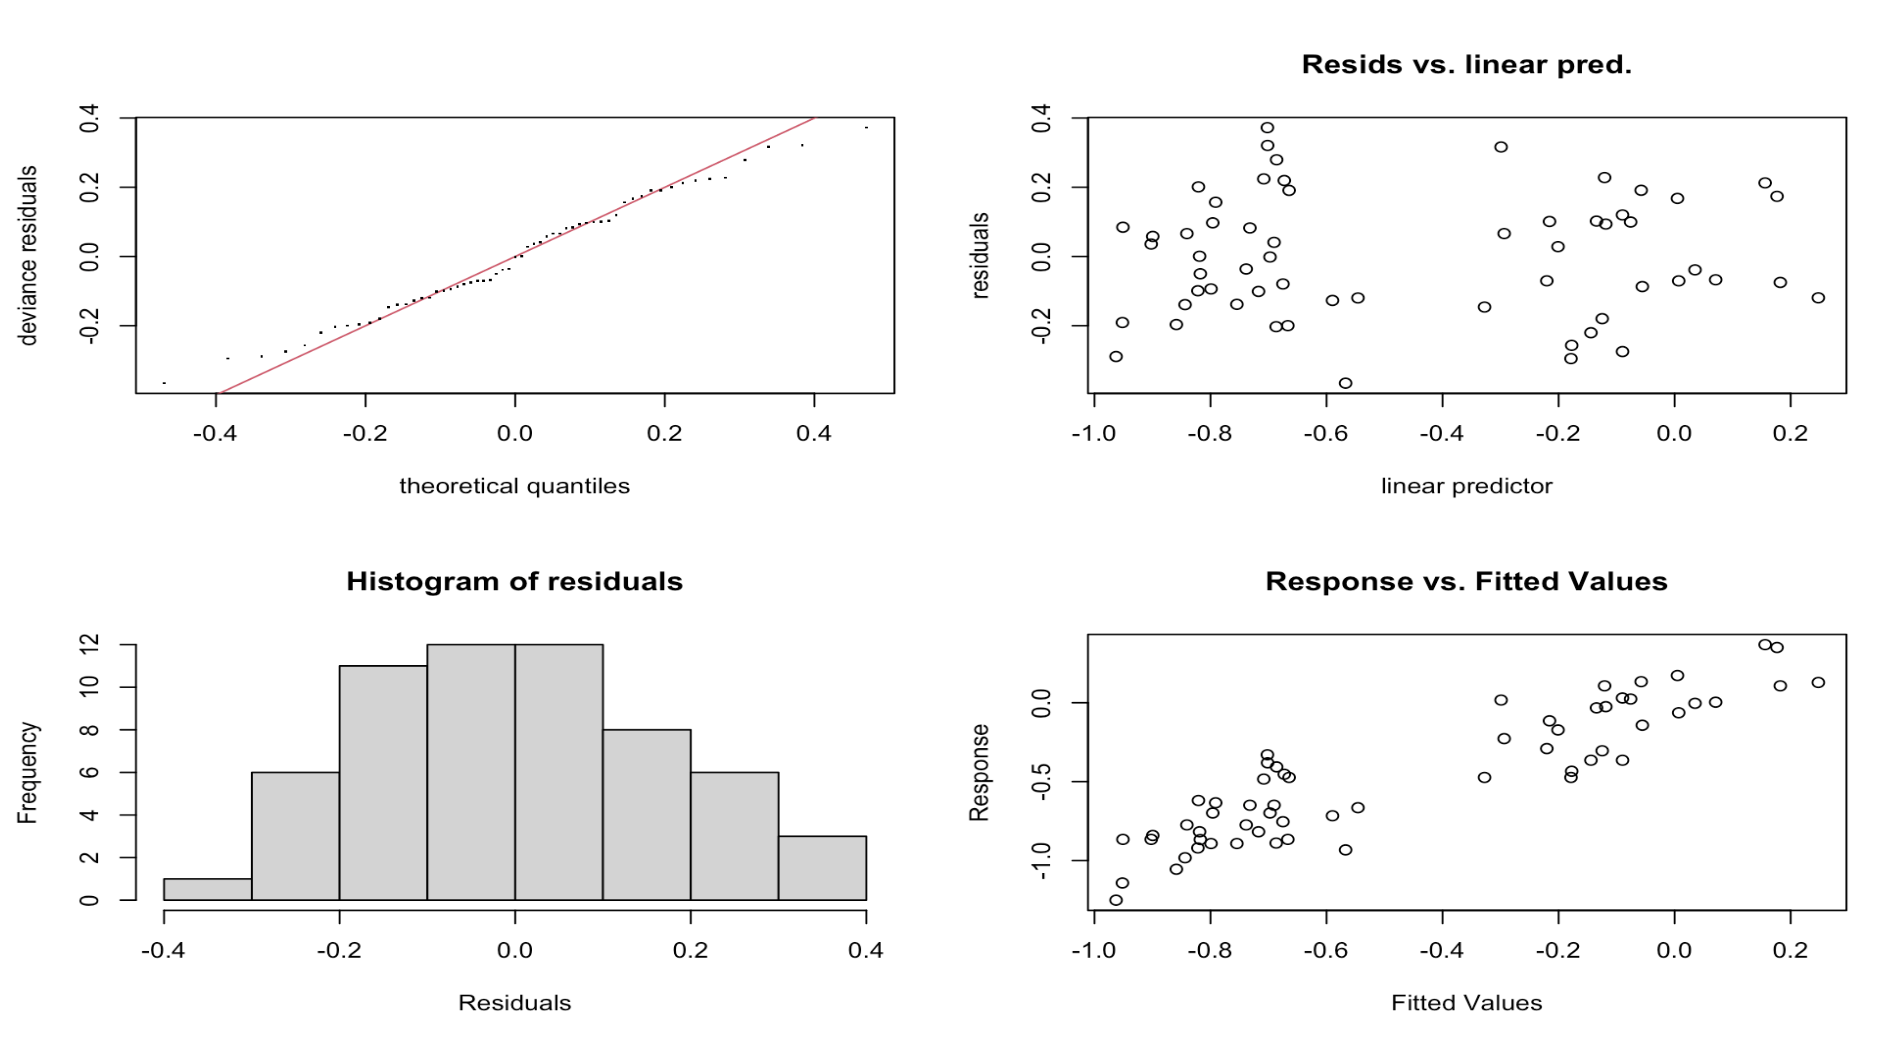 deviance residuals
0.4
0.2
0.0
-0.2
-0.4 -0.2 0.0 0.2 0.4
theoretical quantiles
Resids vs. linear pred.
residuals
0.4
0.2
0.0
-0.2
-1.0 -0.8 -0.6 -0.4 -0.2 0.0 0.2
linear predictor
Histogram of residuals
Frequency
12
10
8
6
4
2
0
-0.4 -0.2 0.0 0.2 0.4
Residuals
Response vs. Fitted Values
Response
0.0
-0.5
-1.0
-1.0 -0.8 -0.6 -0.4 -0.2 0.0 0.2
Fitted Values